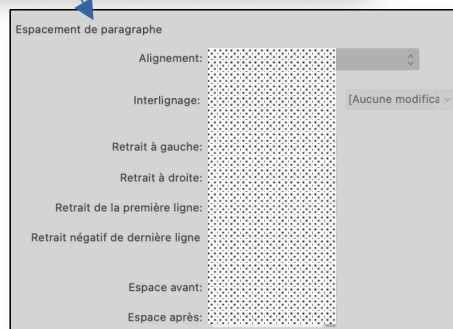 Espacement de paragraphe
Alignement:
Interlignage: [Aucune modifica
Retrait à gauche:
Retrait à droite:
Retrait de la première ligne:
Retrait négatif de dernière ligne
Espace avant:
Espace après: